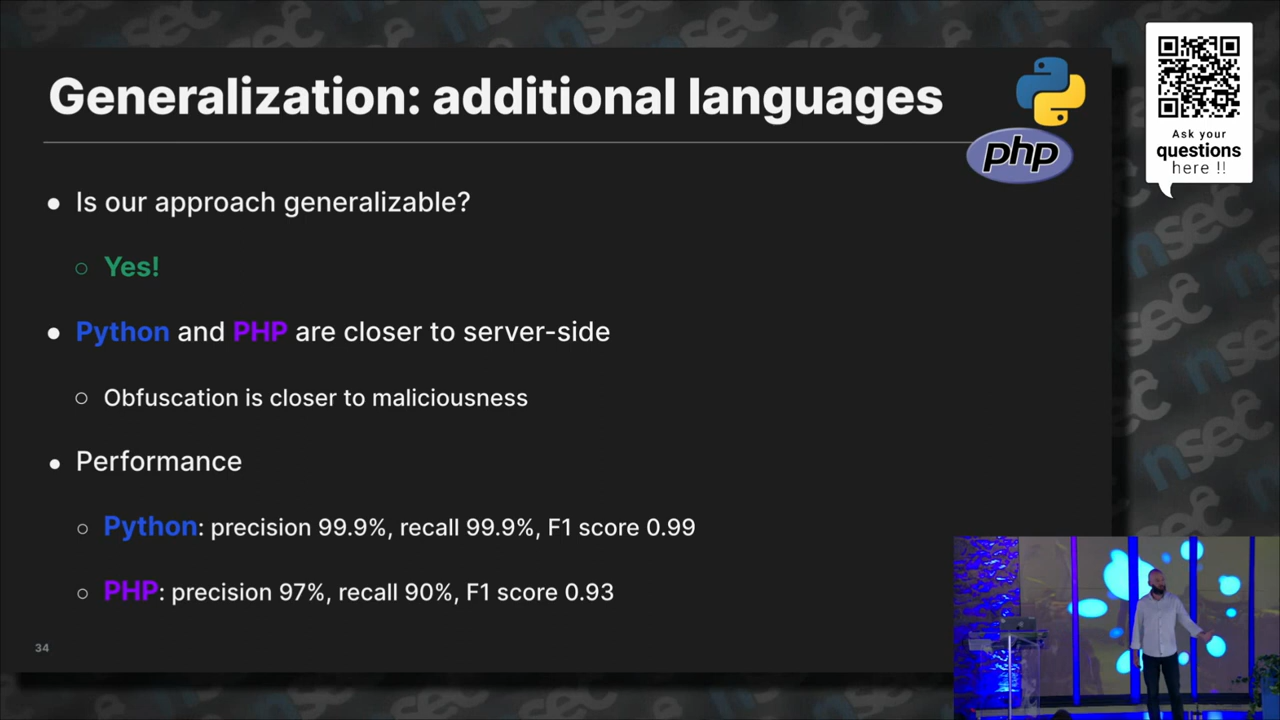 Generalization: additional languages
php
Ask your
questions
here !!
● Is our approach generalizable?
○ Yes!
● Python and PHP are closer to server-side
○ Obfuscation is closer to maliciousness
● Performance
○ Python: precision 99.9%, recall 99.9%, F1 score 0.99
○ PHP: precision 97%, recall 90%, F1 score 0.93
34
nsec